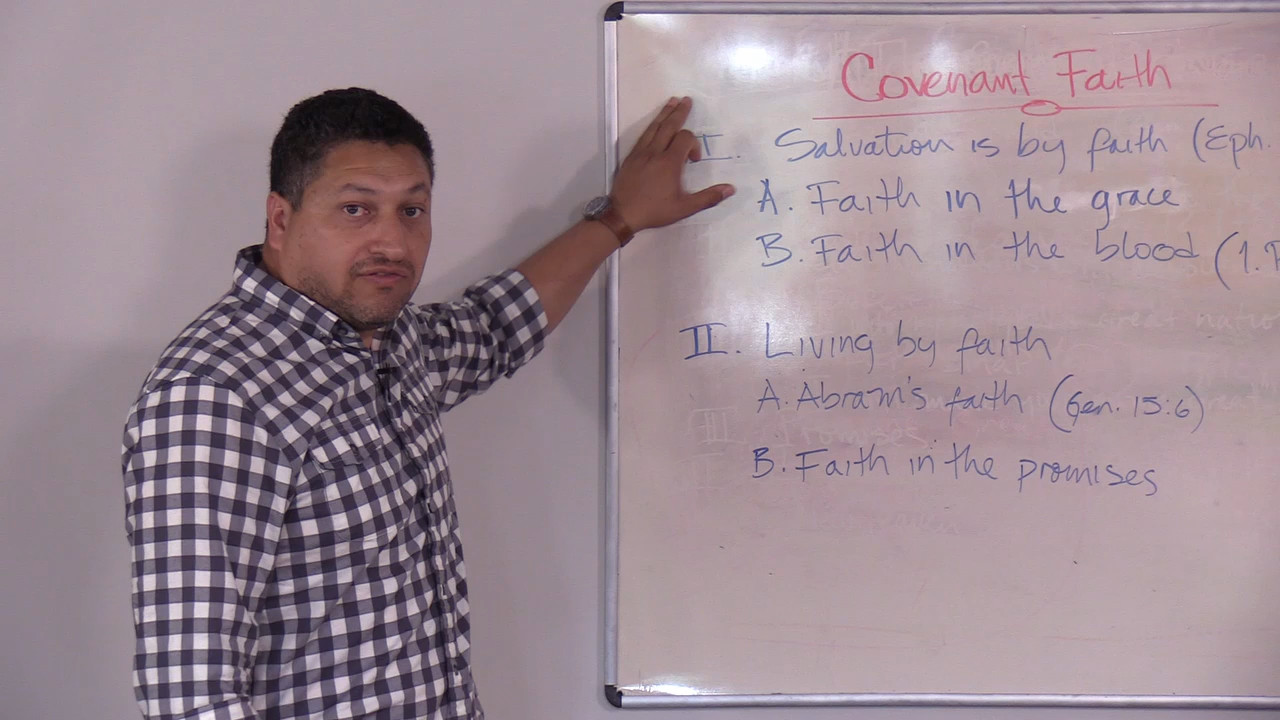 Covenant Faith
I. Salvation is by faith (Eph.
A. Faith in the grace
B. Faith in the blood (1.
II. Living by faith
A. Abram's faith (Gen. 15:6)
B. Faith in the promises